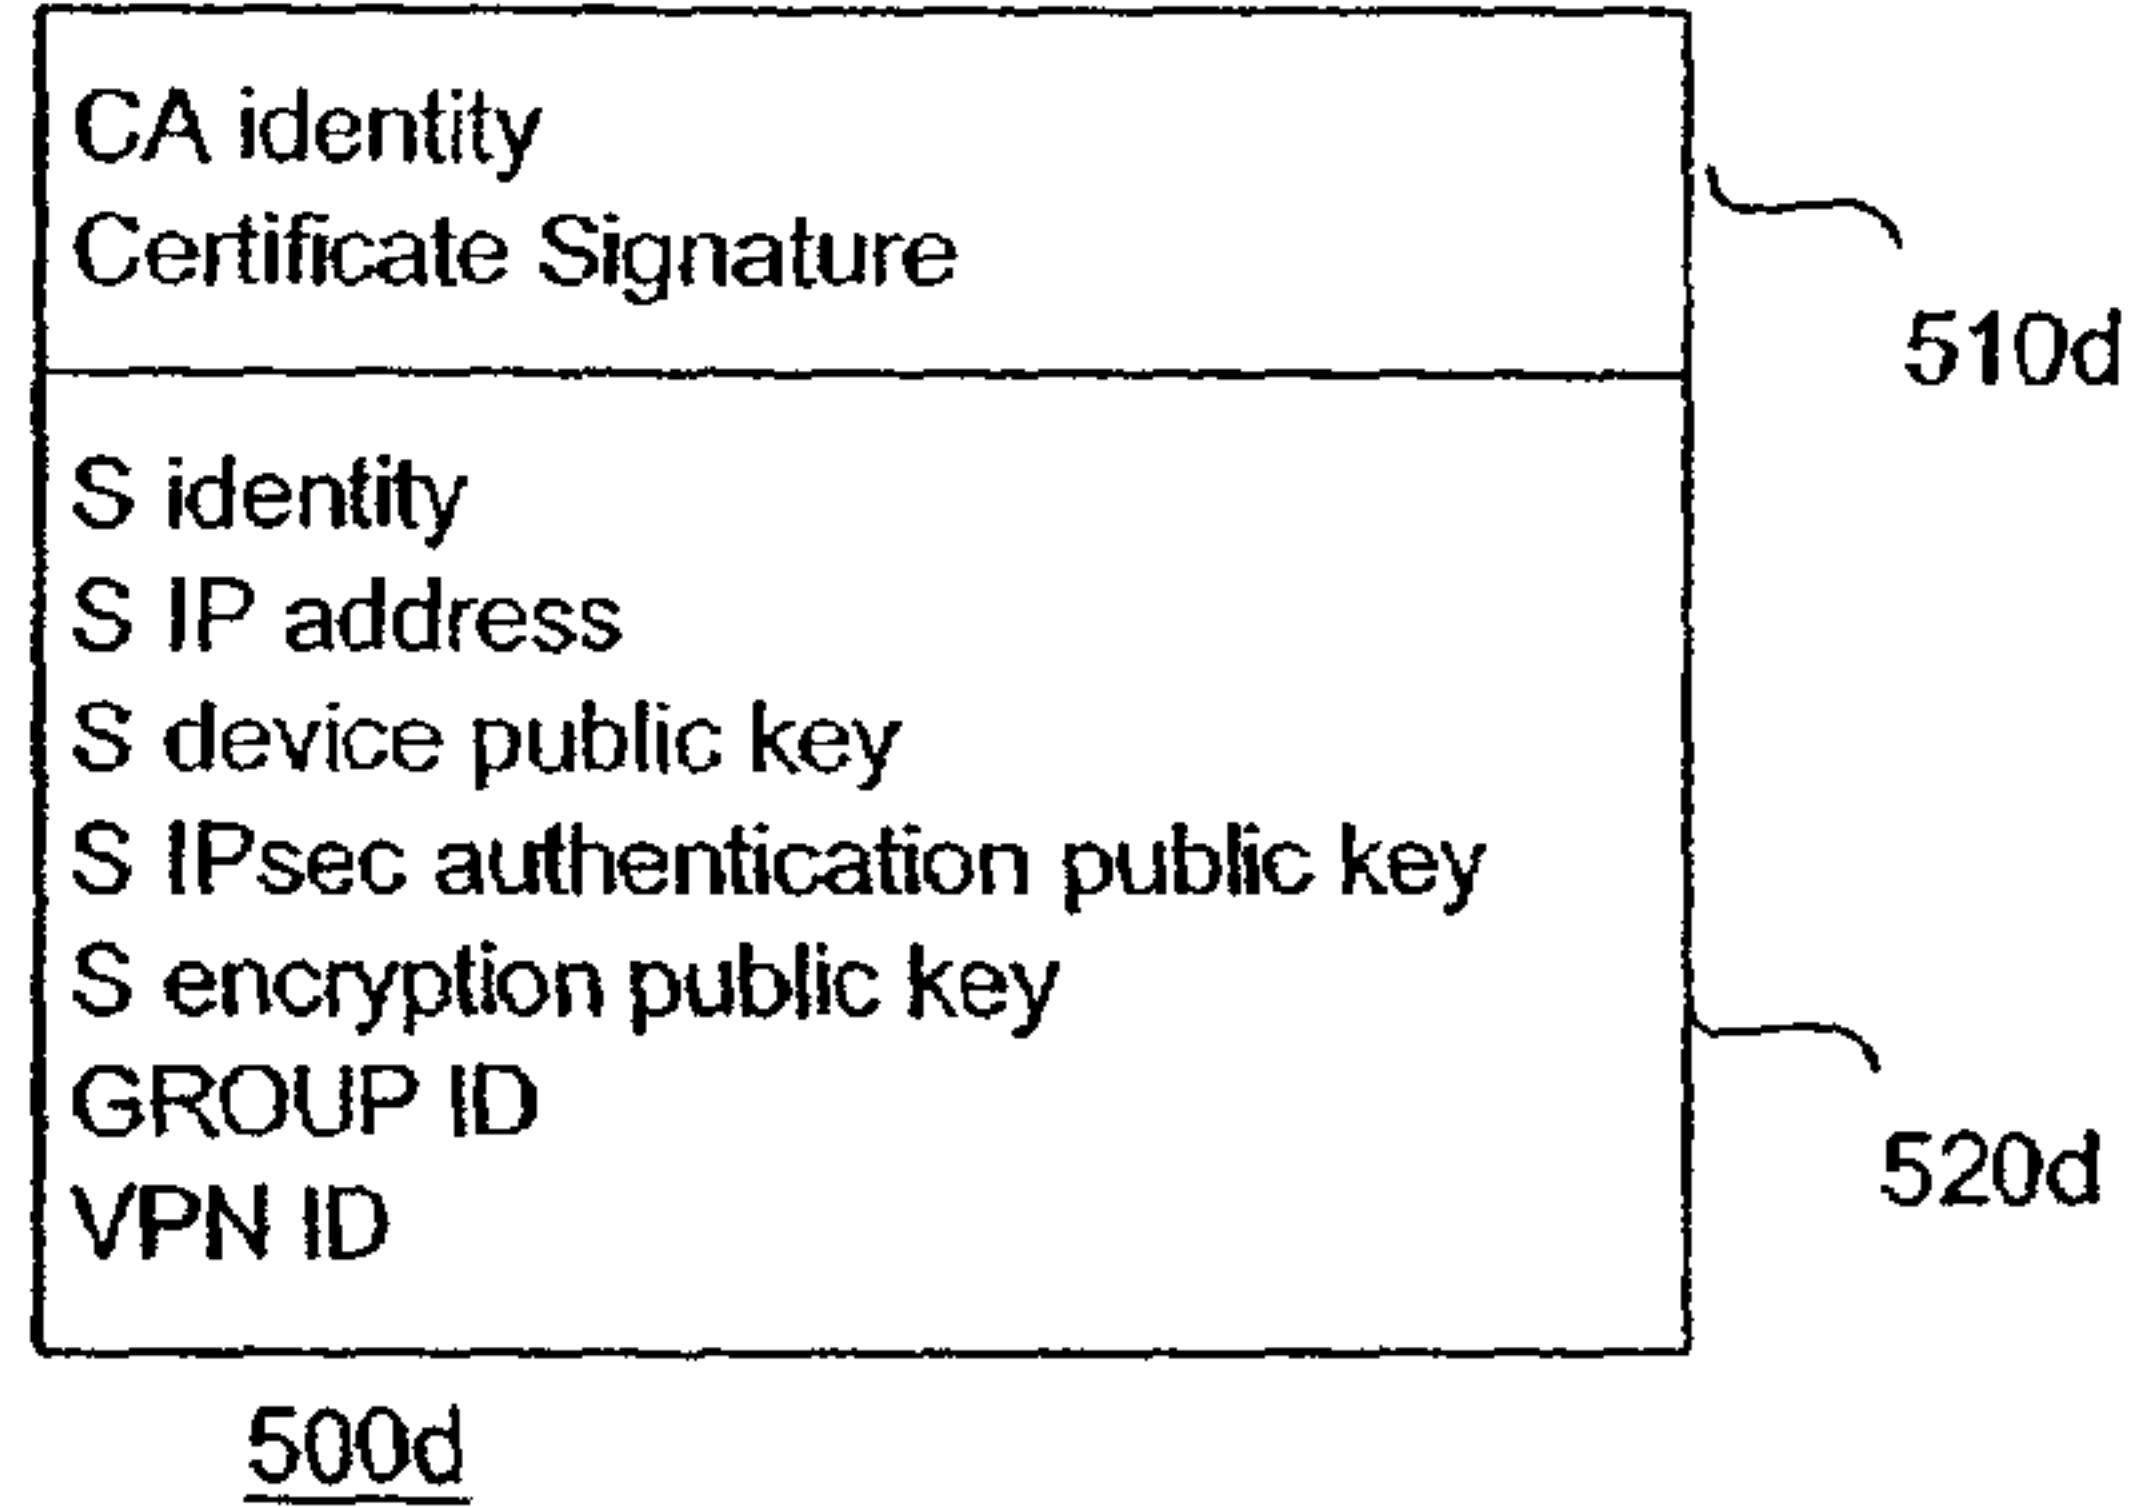 CA identity
Certificate Signature
510d
S identity
S IP address
S device public key
S IPsec authentication public key
S encryption public key
GROUP ID
VPN ID
520d
500d